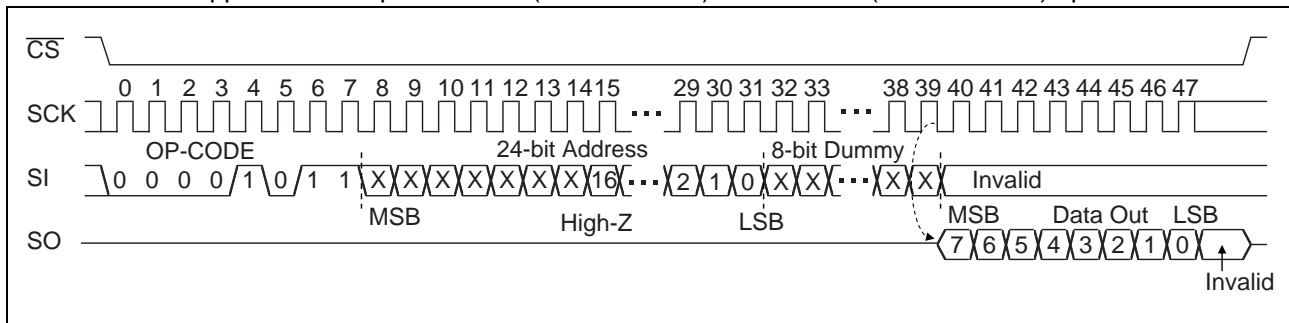 CS
0 1 2 3 4 5 6 7 8 9 10 11 12 13 14 15 29 30 31 32 33 38 39 40 41 42 43 44 45 46 47
SCK
OP-CODE 24-bit Address 8-bit Dummy
SI 0 0 0 0 1 0 1 1 X X X X X X X 16 2 1 0 X X X X Invalid
MSB High-Z LSB MSB Data Out LSB
SO 7 6 5 4 3 2 1 0
Invalid